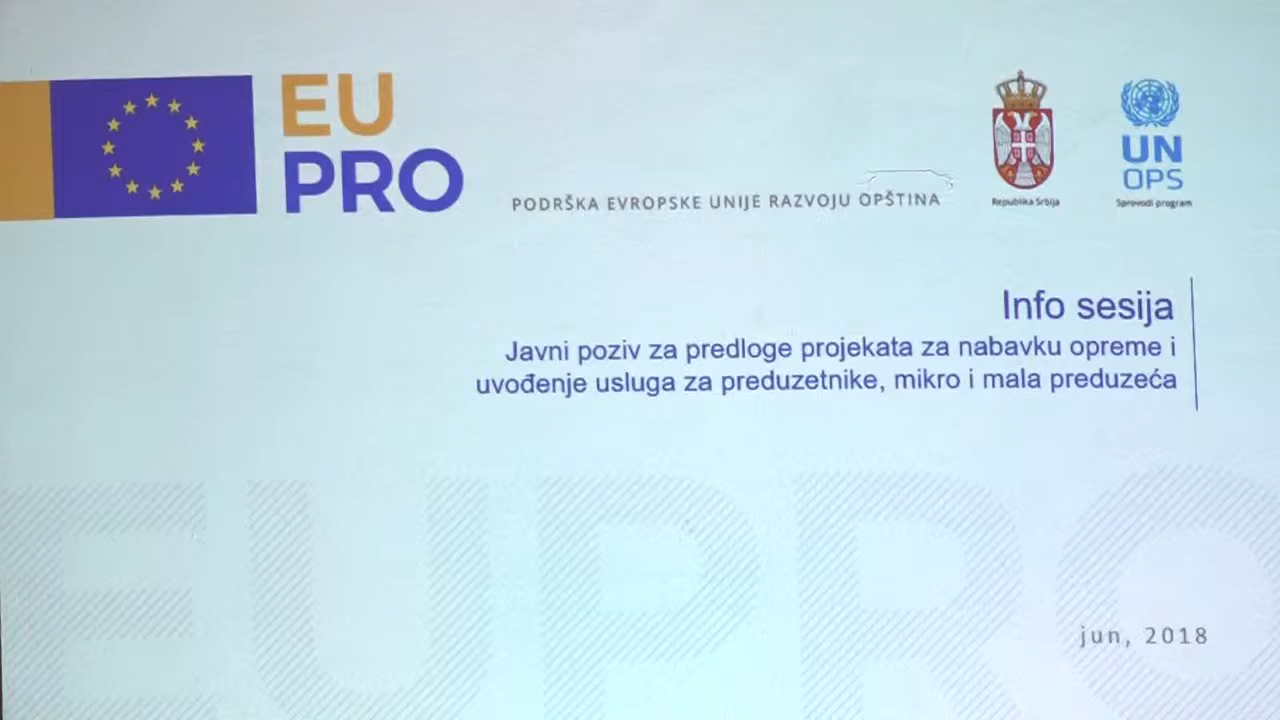 EU
PRO
PODRŠKA EVROPSKE UNIJE RAZVOJU OPŠTINA
Republika Srbija
UN
OPS
Sprovodi program
Info sesija
Javni poziv za predloge projekata za nabavku opreme i
uvođenje usluga za preduzetnike, mikro i mala preduzeća
EUPRO
jun, 2018